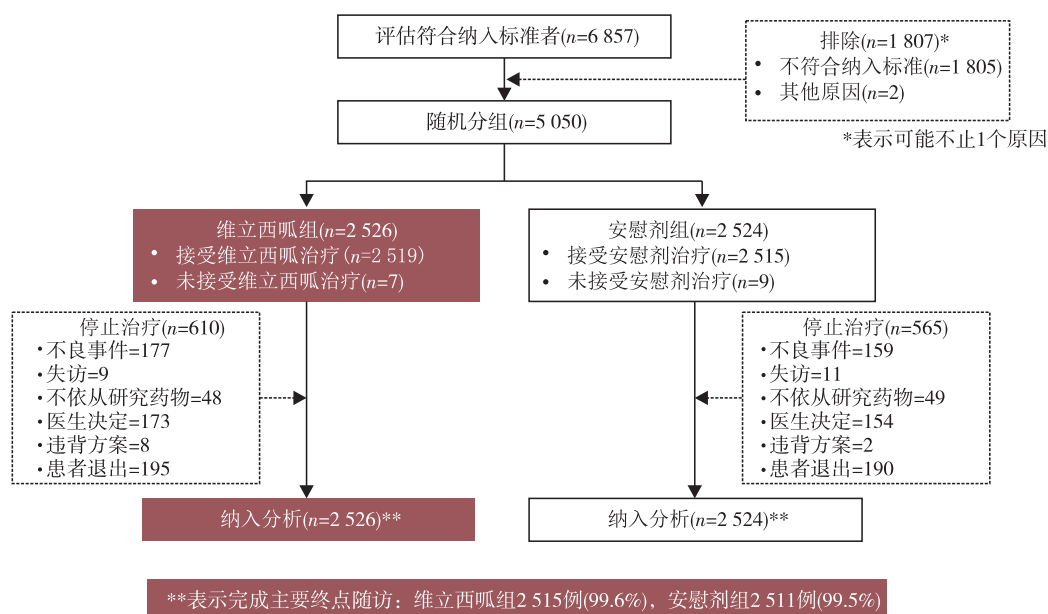 评估符合纳入标准者(n=6 857)
排除(n=1 807)*
• 不符合纳入标准(n=1 805)
• 其他原因(n=2)
随机分组(n=5 050)
*表示可能不止1个原因
维立西呱组(n=2 526)
• 接受维立西呱治疗(n=2 519)
• 未接受维立西呱治疗(n=7)
安慰剂组(n=2 524)
• 接受安慰剂治疗(n=2 515)
• 未接受安慰剂治疗(n=9)
停止治疗(n=610)
·不良事件=177
·失访=9
·不依从研究药物=48
·医生决定=173
·违背方案=8
·患者退出=195
停止治疗(n=565)
·不良事件=159
·失访=11
·不依从研究药物=49
·医生决定=154
·违背方案=2
·患者退出=190
纳入分析(n=2 526)**
纳入分析(n=2 524)**
**表示完成主要终点随访：维立西呱组2 515例(99.6%)，安慰剂组2 511例(99.5%)